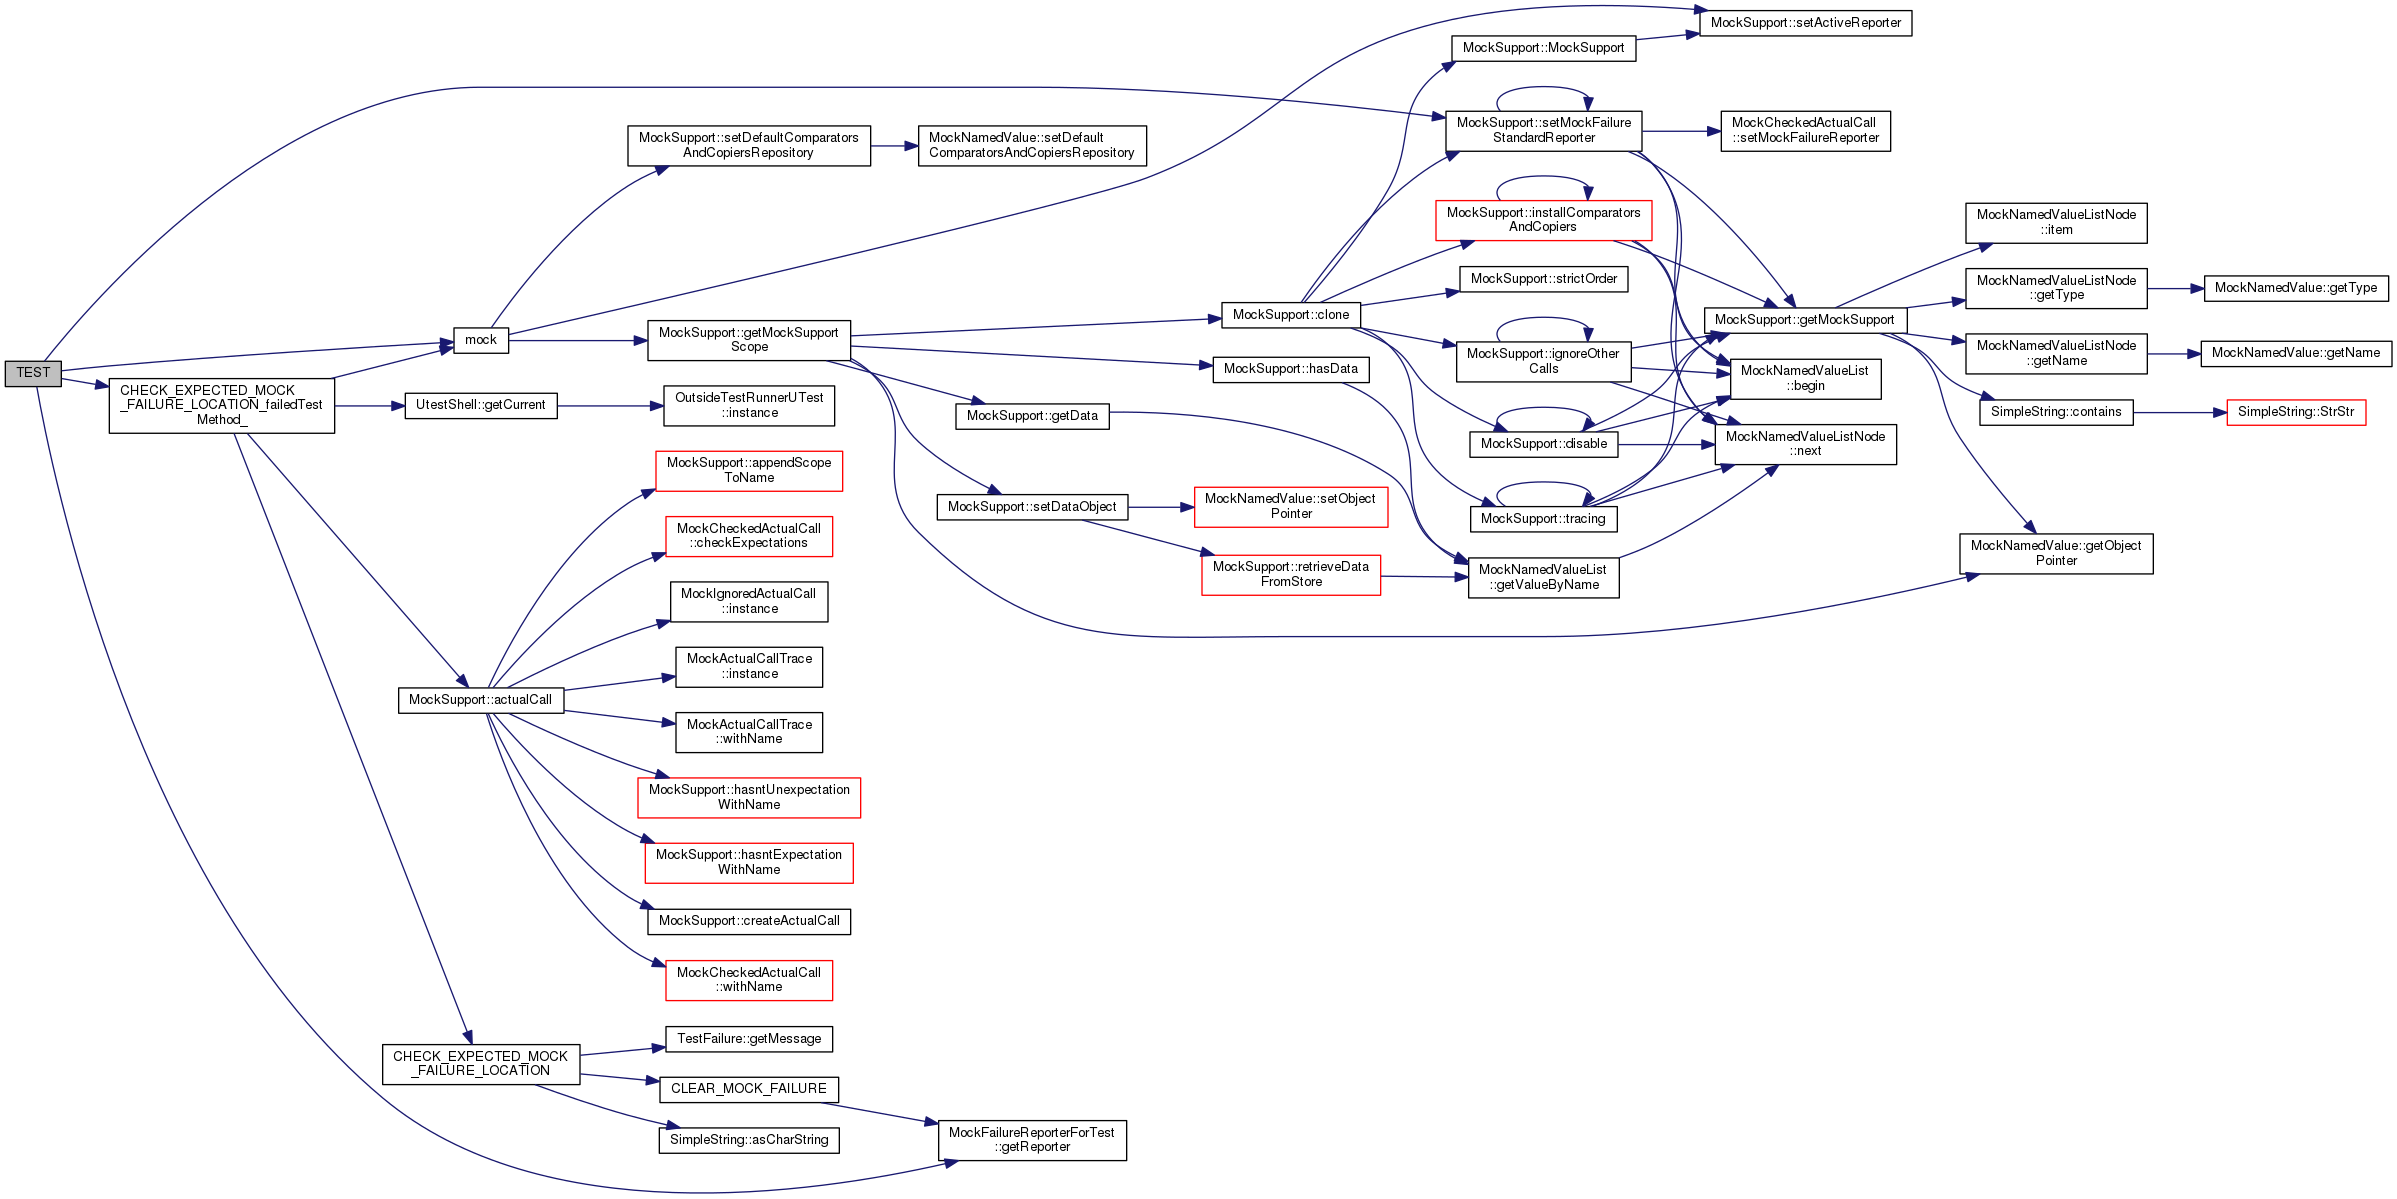 TEST
CHECK_EXPECTED_MOCK
_FAILURE_LOCATION_failedTest
Method_
mock
UtestShell::getCurrent
MockSupport::actualCall
CHECK_EXPECTED_MOCK
_FAILURE_LOCATION
MockSupport::setDefaultComparators
AndCopiersRepository
MockSupport::getMockSupport
Scope
OutsideTestRunnerUTest
::instance
MockSupport::appendScope
ToName
MockCheckedActualCall
::checkExpectations
MockIgnoredActualCall
::instance
MockActualCallTrace
::instance
MockActualCallTrace
::withName
MockSupport::hasntUnexpectation
WithName
MockSupport::hasntExpectation
WithName
MockSupport::createActualCall
MockCheckedActualCall
::withName
TestFailure::getMessage
CLEAR_MOCK_FAILURE
SimpleString::asCharString
MockNamedValue::setDefault
ComparatorsAndCopiersRepository
MockSupport::getData
MockSupport::setDataObject
MockFailureReporterForTest
::getReporter
MockSupport::clone
MockSupport::hasData
MockNamedValue::setObject
Pointer
MockSupport::retrieveData
FromStore
MockSupport::MockSupport
MockSupport::setMockFailure
StandardReporter
MockSupport::installComparators
AndCopiers
MockSupport::strictOrder
MockSupport::ignoreOther
Calls
MockSupport::disable
MockSupport::tracing
MockNamedValueList
::getValueByName
MockSupport::setActiveReporter
MockCheckedActualCall
::setMockFailureReporter
MockSupport::getMockSupport
MockNamedValueList
::begin
MockNamedValueListNode
::next
MockNamedValueListNode
::item
MockNamedValueListNode
::getType
MockNamedValueListNode
::getName
SimpleString::contains
MockNamedValue::getObject
Pointer
MockNamedValue::getType
MockNamedValue::getName
SimpleString::StrStr